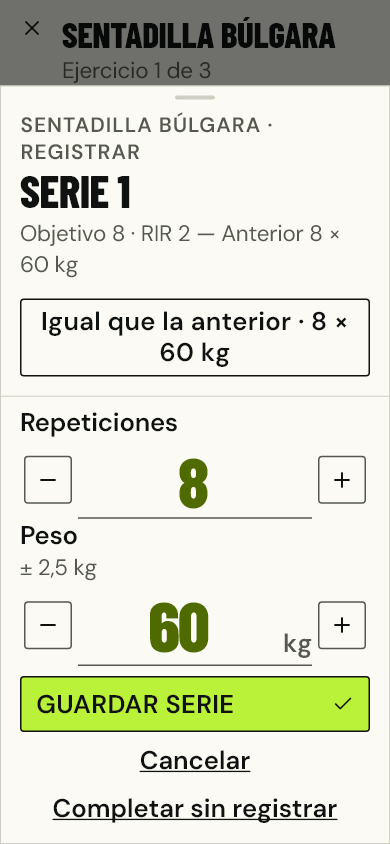 SENTADILLA BÚLGARA
Ejercicio 1 de 3
SENTADILLA BÚLGARA ·
REGISTRAR
SERIE 1
Objetivo 8 · RIR 2 — Anterior 8 ×
60 kg
Igual que la anterior · 8 ×
60 kg
Repeticiones
− 8 +
Peso
± 2,5 kg
− 60 kg +
GUARDAR SERIE
Cancelar
Completar sin registrar